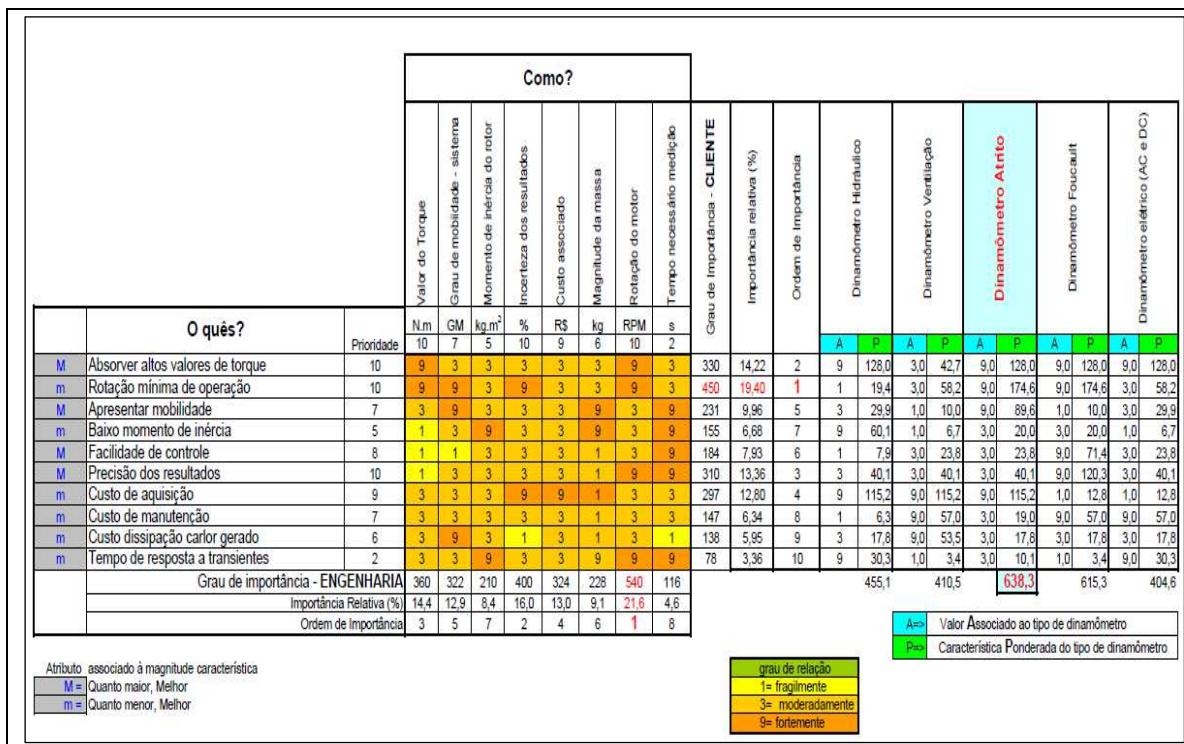 Como?
Valor do Torque
Grau de mobiidade - sistema
Momento de inércia do rotor
Incerteza dos resultados
Custo associado
Magnitude da massa
Rotação do motor
Tempo necessário medição
Grau de Importância - CLIENTE
Importância relativa (%)
Ordem de Importância
Dinamômetro Hidráulico
Dinamômetro Ventilação
Dinamômetro Atrito
Dinamômetro Foucault
Dinamômetro elétrico (AC e DC)
O quês? Prioridade
N.m GM kg.m² % R$ kg RPM s
10 7 5 10 9 6 10 2 A P A P A P A P A P
M Absorver altos valores de torque 10 9 3 3 3 3 3 9 3 330 14,22 2 9 128,0 3,0 42,7 9,0 128,0 9,0 128,0 9,0 128,0
m Rotação mínima de operação 10 9 9 3 9 3 3 9 3 450 19,40 1 1 19,4 3,0 58,2 9,0 174,6 9,0 174,6 3,0 58,2
M Apresentar mobilidade 7 3 9 3 3 3 9 3 9 231 9,96 5 3 29,9 1,0 10,0 9,0 89,6 1,0 10,0 3,0 29,9
m Baixo momento de inércia 5 1 3 9 3 3 9 3 9 155 6,68 7 9 60,1 1,0 6,7 3,0 20,0 3,0 20,0 1,0 6,7
M Facilidade de controle 8 1 1 3 3 3 1 3 9 184 7,93 6 1 7,9 3,0 23,8 3,0 23,8 9,0 71,4 3,0 23,8
M Precisão dos resultados 10 1 3 3 3 3 1 9 9 310 13,36 3 3 40,1 3,0 40,1 3,0 40,1 9,0 120,3 3,0 40,1
m Custo de aquisição 9 3 3 3 9 9 1 3 3 297 12,80 4 9 115,2 9,0 115,2 9,0 115,2 1,0 12,8 1,0 12,8
m Custo de manutenção 7 3 3 3 3 3 1 3 3 147 6,34 8 1 6,3 9,0 57,0 3,0 19,0 9,0 57,0 9,0 57,0
m Custo dissipação carlor gerado 6 3 9 3 1 3 1 3 1 138 5,95 9 3 17,8 9,0 53,5 3,0 17,8 3,0 17,8 3,0 17,8
m Tempo de resposta a transientes 2 3 3 9 3 3 9 9 9 78 3,36 10 9 30,3 1,0 3,4 3,0 10,1 1,0 3,4 9,0 30,3
Grau de importância - ENGENHARIA 360 322 210 400 324 228 540 116 455,1 410,5 638,3 615,3 404,6
Importância Relativa (%) 14,4 12,9 8,4 16,0 13,0 9,1 21,6 4,6
Ordem de Importância 3 5 7 2 4 6 1 8
A=> Valor Associado ao tipo de dinamômetro
P=> Característica Ponderada do tipo de dinamômetro
Atributo associado à magnitude característica
M = Quanto maior, Melhor
m = Quanto menor, Melhor
grau de relação
1= fragilmente
3= moderadamente
9= fortemente